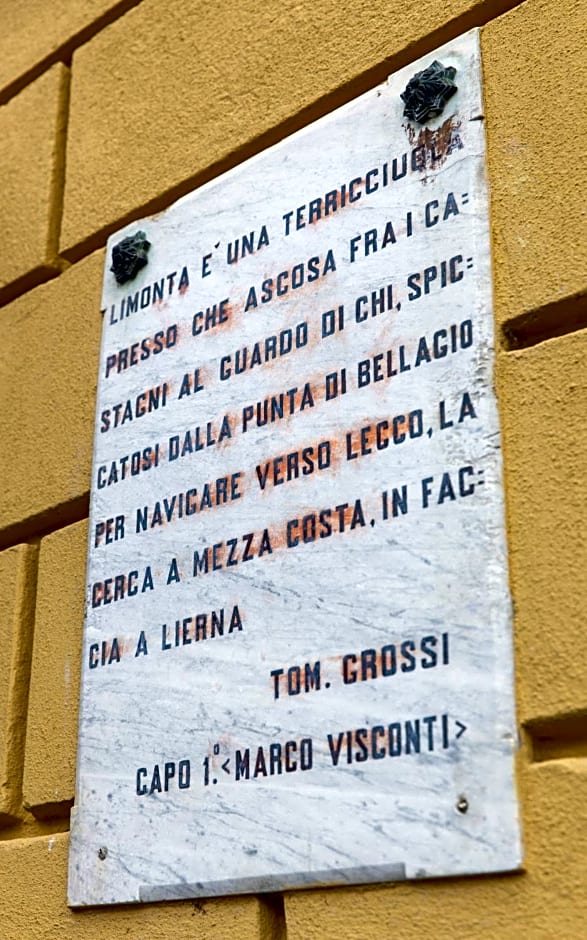 LIMONTA E' UNA TERRICCIUOLA
PRESSO CHE ASCOSA FRA I CA=
STAGNI AL GUARDO DI CHI, SPIC=
CATOSI DALLA PUNTA DI BELLAGIO
PER NAVIGARE VERSO LECCO, LA
CERCA A MEZZA COSTA, IN FAC=
CIA A LIERNA
TOM. GROSSI
CAPO 1.° <MARCO VISCONTI>